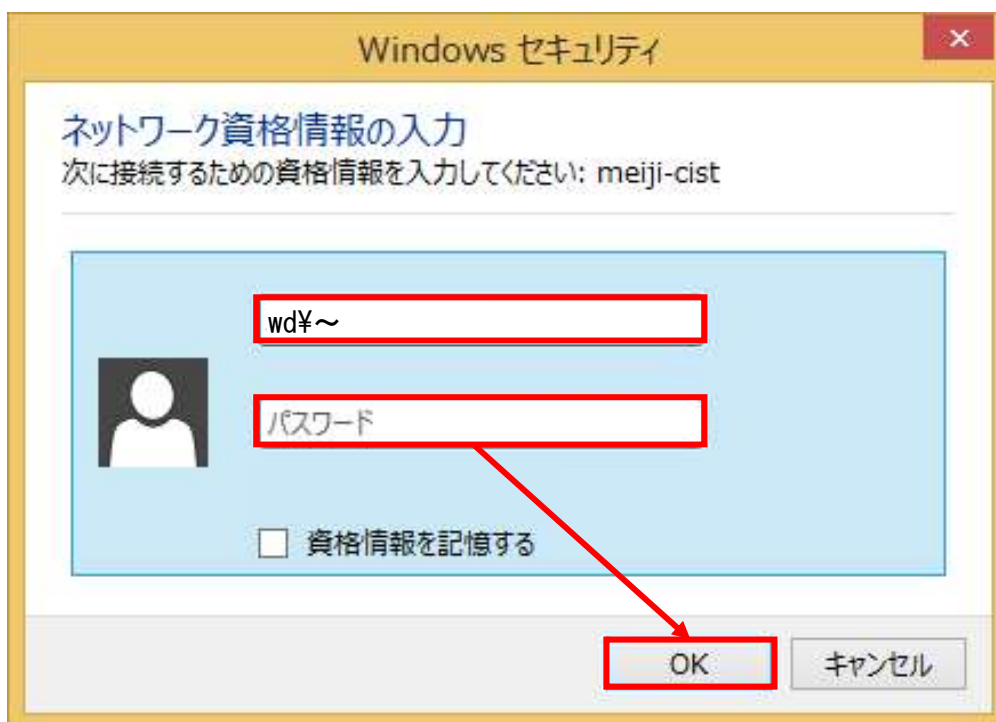 Windows セキュリティ
ネットワーク資格情報の入力
次に接続するための資格情報を入力してください: meiji-cist
wd¥～
パスワード
資格情報を記憶する
OK
キャンセル